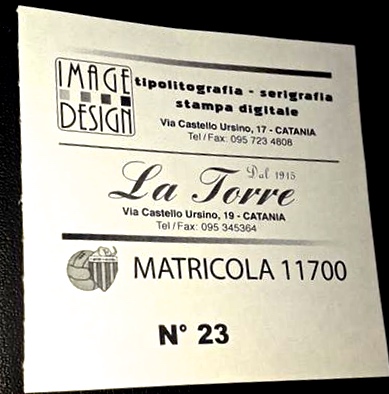 IMAGE
DESIGN
tipolitografia - serigrafia
stampa digitale
Via Castello Ursino, 17 - CATANIA
Tel/Fax: 095 723 4808
Dal 1915
La Torre
Via Castello Ursino, 19 - CATANIA
Tel/Fax: 095 345364
MATRICOLA 11700
N° 23